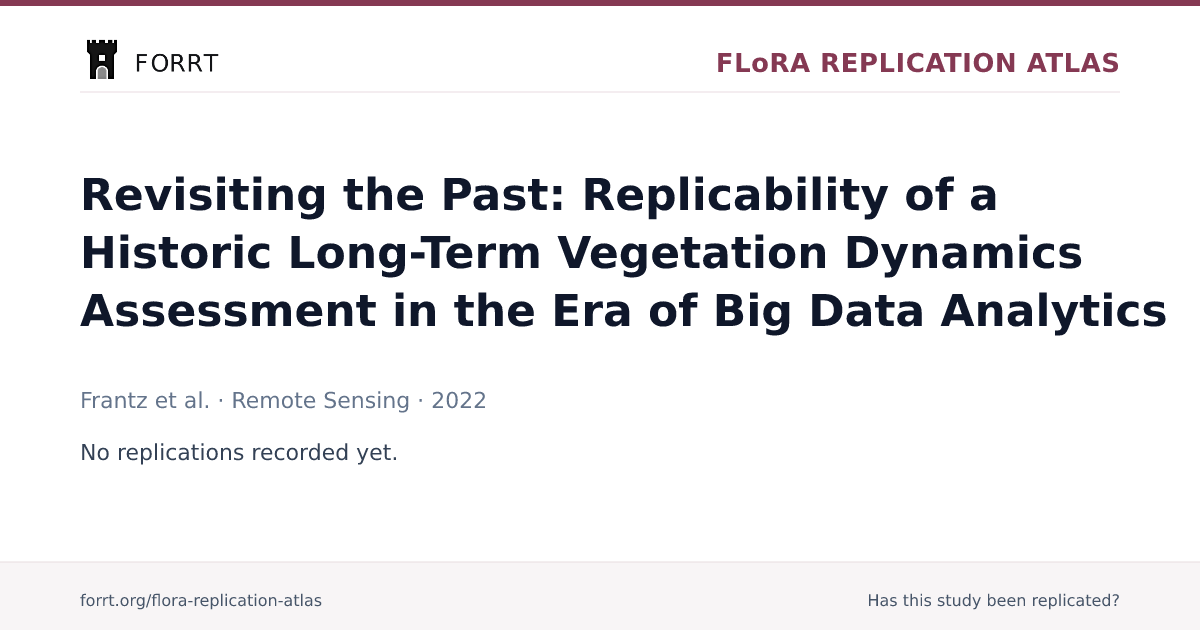 FORRT
FLoRA REPLICATION ATLAS
Revisiting the Past: Replicability of a
Historic Long-Term Vegetation Dynamics
Assessment in the Era of Big Data Analytics
Frantz et al. · Remote Sensing · 2022
No replications recorded yet.
forrt.org/flora-replication-atlas
Has this study been replicated?